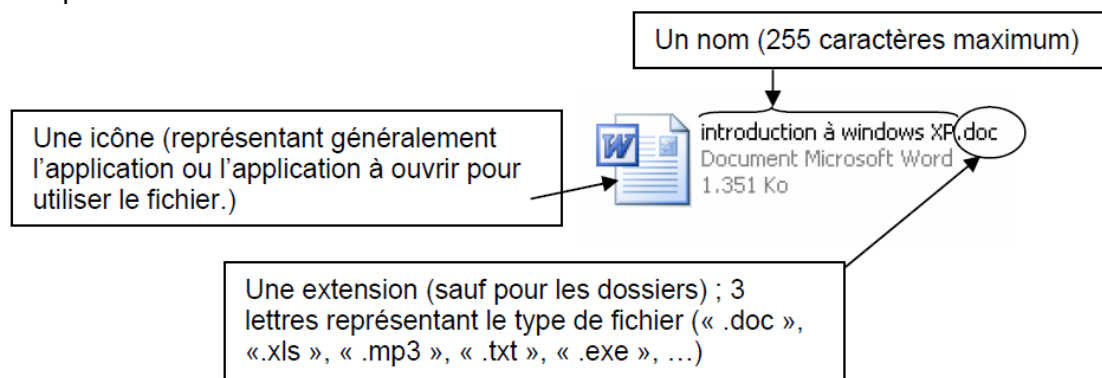 Un nom (255 caractères maximum)
introduction à windows XP.doc
Document Microsoft Word
1.351 Ko
Une icône (représentant généralement
l'application ou l'application à ouvrir pour
utiliser le fichier.)
Une extension (sauf pour les dossiers) ; 3
lettres représentant le type de fichier (« .doc »,
«.xls », « .mp3 », « .txt », « .exe », …)